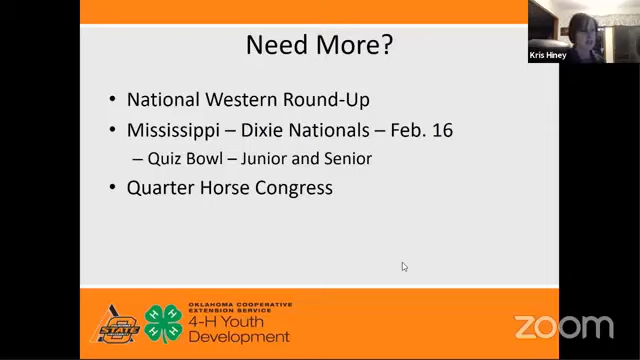 Need More?
Kris Hiney
• National Western Round-Up
• Mississippi – Dixie Nationals – Feb. 16
– Quiz Bowl – Junior and Senior
• Quarter Horse Congress
STATE
H H H H
OKLAHOMA COOPERATIVE
EXTENSION SERVICE
4-H Youth
Development
zoom